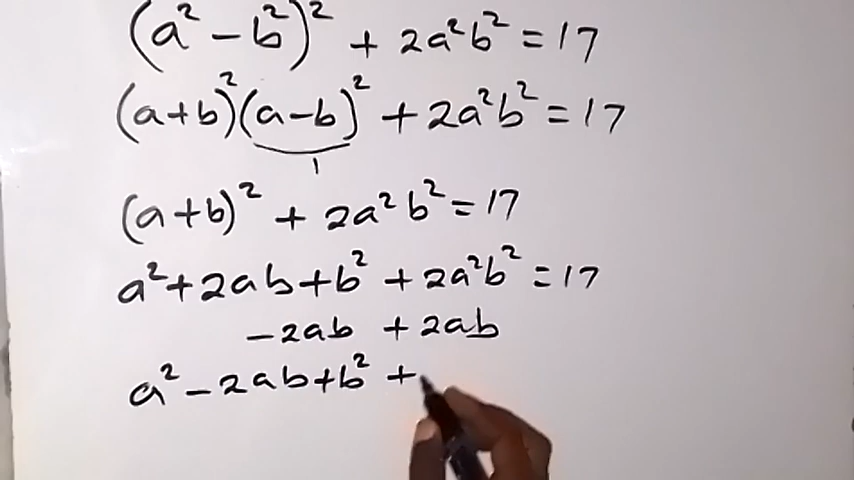 (a² - b²)² + 2a²b² = 17
(a+b)²(a-b)² + 2a²b² = 17
1
(a+b)² + 2a²b² = 17
a² + 2ab + b² + 2a²b² = 17
- 2ab + 2ab
a² - 2ab + b² +